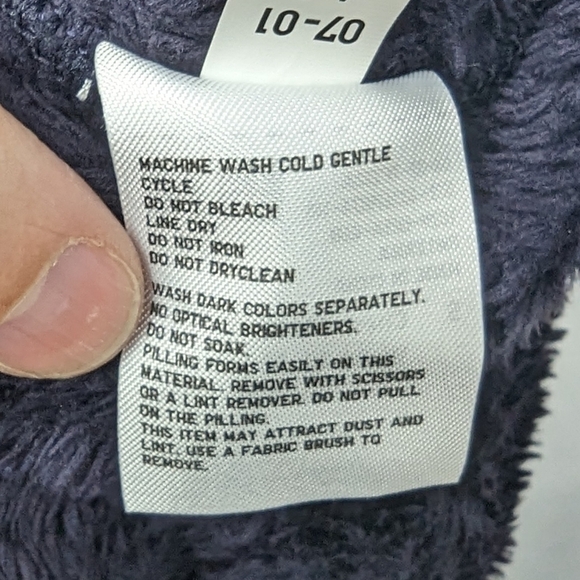 07-01
MACHINE WASH COLD GENTLE
CYCLE
DO NOT BLEACH
LINE DRY
DO NOT IRON
DO NOT DRYCLEAN
WASH DARK COLORS SEPARATELY.
NO OPTICAL BRIGHTENERS.
DO NOT SOAK.
PILLING FORMS EASILY ON THIS
MATERIAL. REMOVE WITH SCISSORS
OR A LINT REMOVER. DO NOT PULL
ON THE PILLING.
THIS ITEM MAY ATTRACT DUST AND
LINT. USE A FABRIC BRUSH TO
REMOVE.